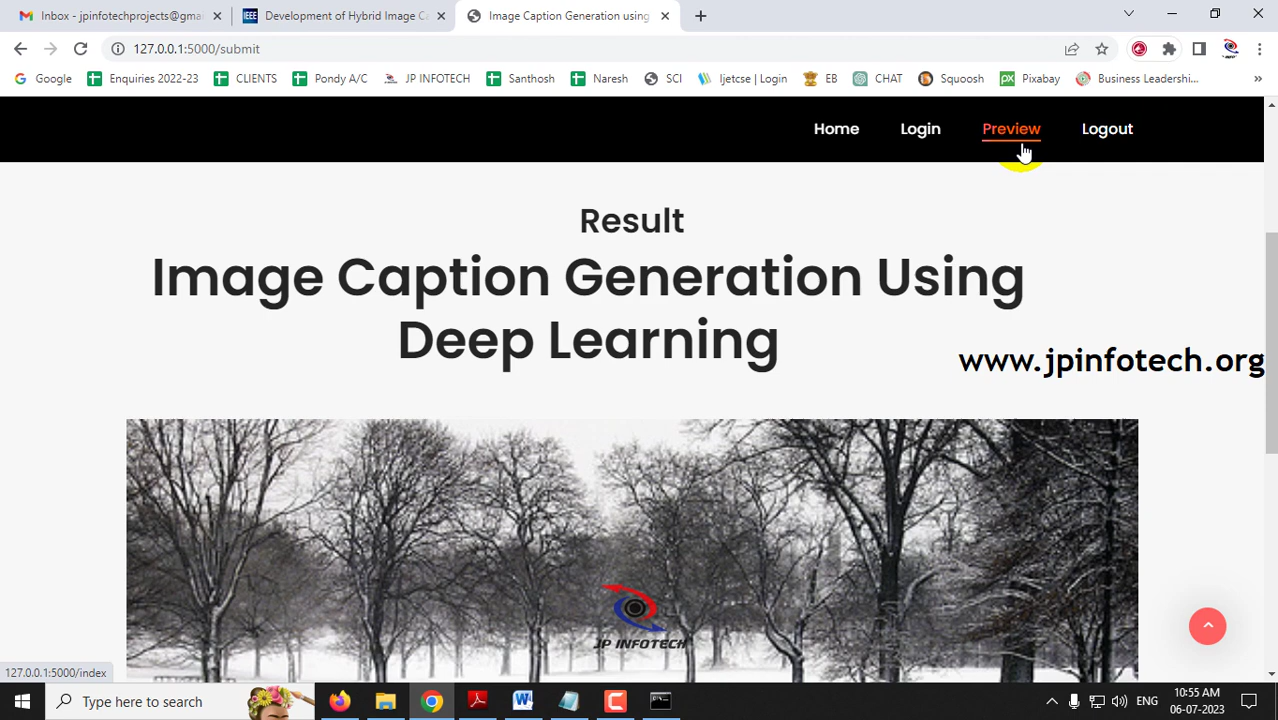 Inbox - jpinfotechprojects@gma
Development of Hybrid Image Ca
Image Caption Generation using
127.0.0.1:5000/submit
Google
Enquiries 2022-23
CLIENTS
Pondy A/C
JP INFOTECH
Santhosh
Naresh
SCI
Ijetcse | Login
EB
CHAT
Squoosh
Pixabay
Business Leadershi...
Home
Login
Preview
Logout
Result
Image Caption Generation Using
Deep Learning
www.jpinfotech.org
JP INFOTECH
127.0.0.1:5000/index
Type here to search
ENG
10:55 AM
06-07-2023